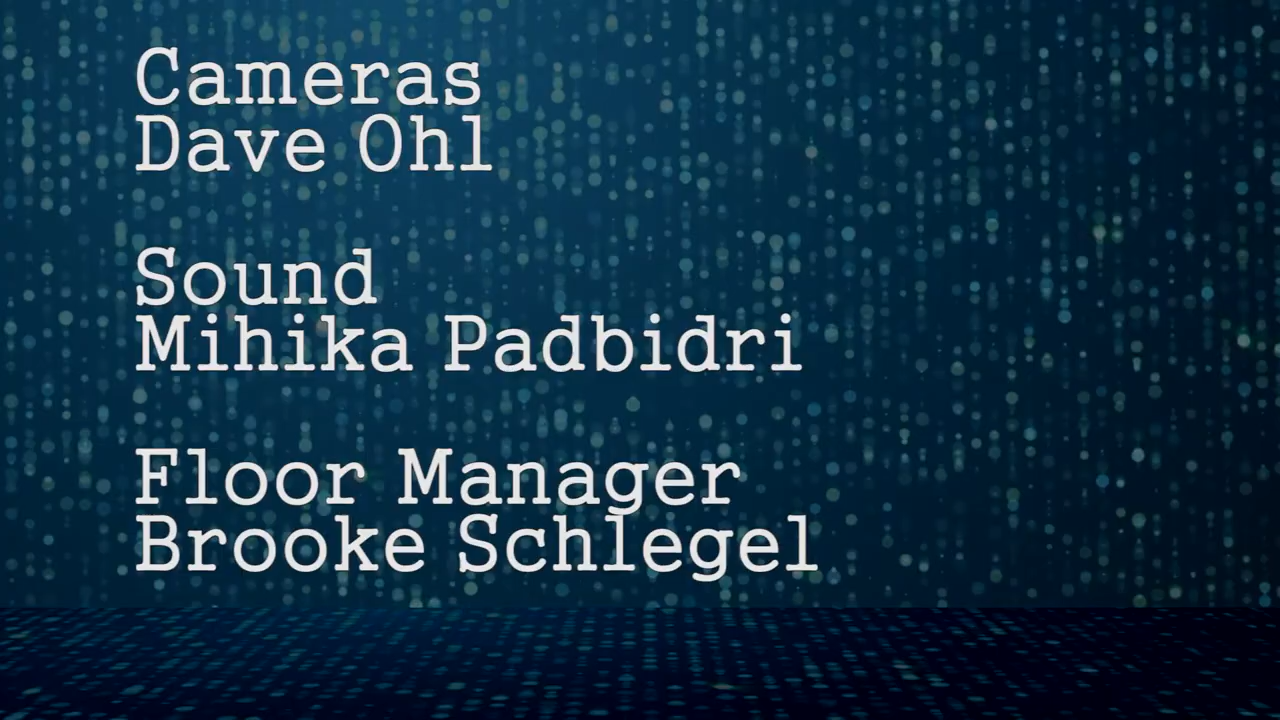 Cameras
Dave Ohl
Sound
Mihika Padbidri
Floor Manager
Brooke Schlegel